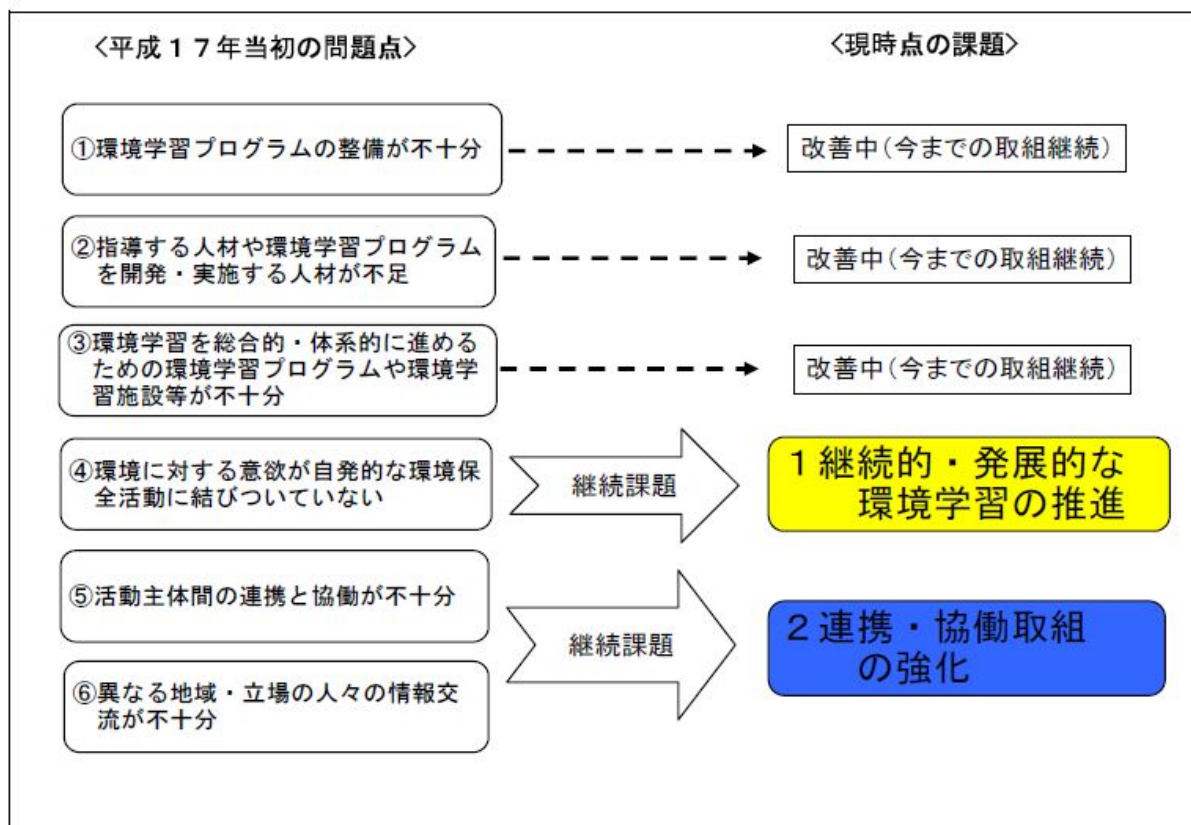 <平成１７年当初の問題点>
<現時点の課題>
①環境学習プログラムの整備が不十分
改善中(今までの取組継続)
②指導する人材や環境学習プログラム
を開発・実施する人材が不足
改善中(今までの取組継続)
③環境学習を総合的・体系的に進める
ための環境学習プログラムや環境学
習施設等が不十分
改善中(今までの取組継続)
④環境に対する意欲が自発的な環境保
全活動に結びついていない
継続課題
１継続的・発展的な
環境学習の推進
⑤活動主体間の連携と協働が不十分
⑥異なる地域・立場の人々の情報交
流が不十分
継続課題
２連携・協働取組
の強化